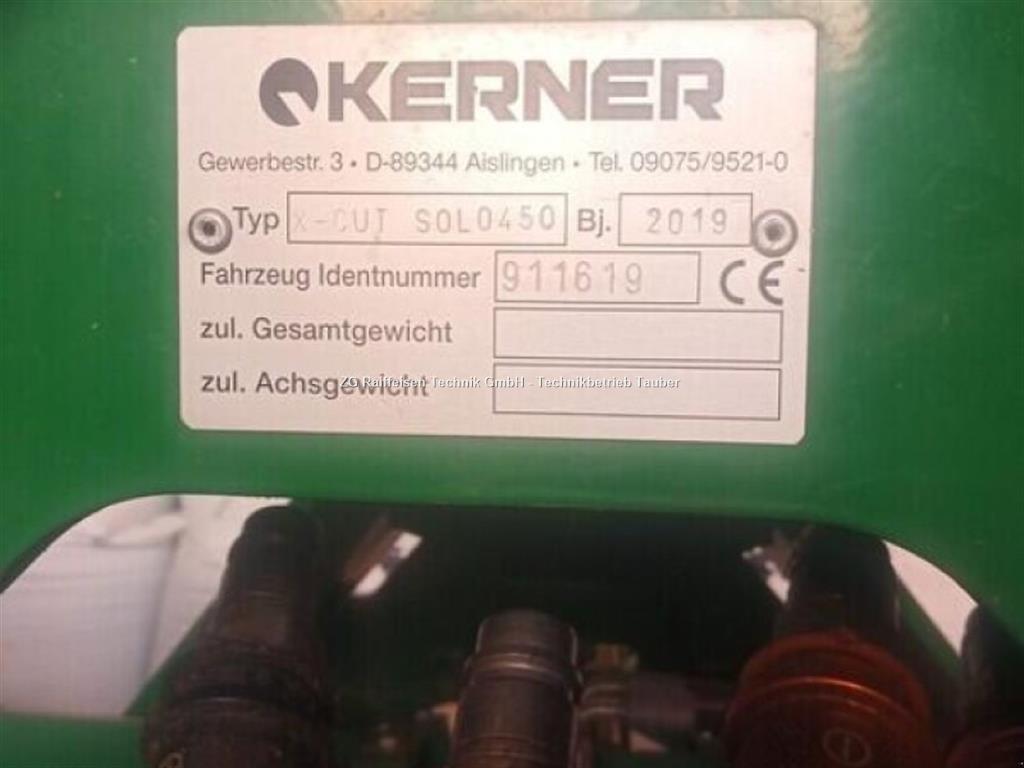 KERNER
Gewerbestr. 3 • D-89344 Aislingen • Tel. 09075/9521-0
Typ X-CUT SOLO450 Bj. 2019
Fahrzeug Identnummer 911619 CE
zul. Gesamtgewicht
zul. Achsgewicht
ZG Raiffeisen Technik GmbH - Technikbetrieb Tauber